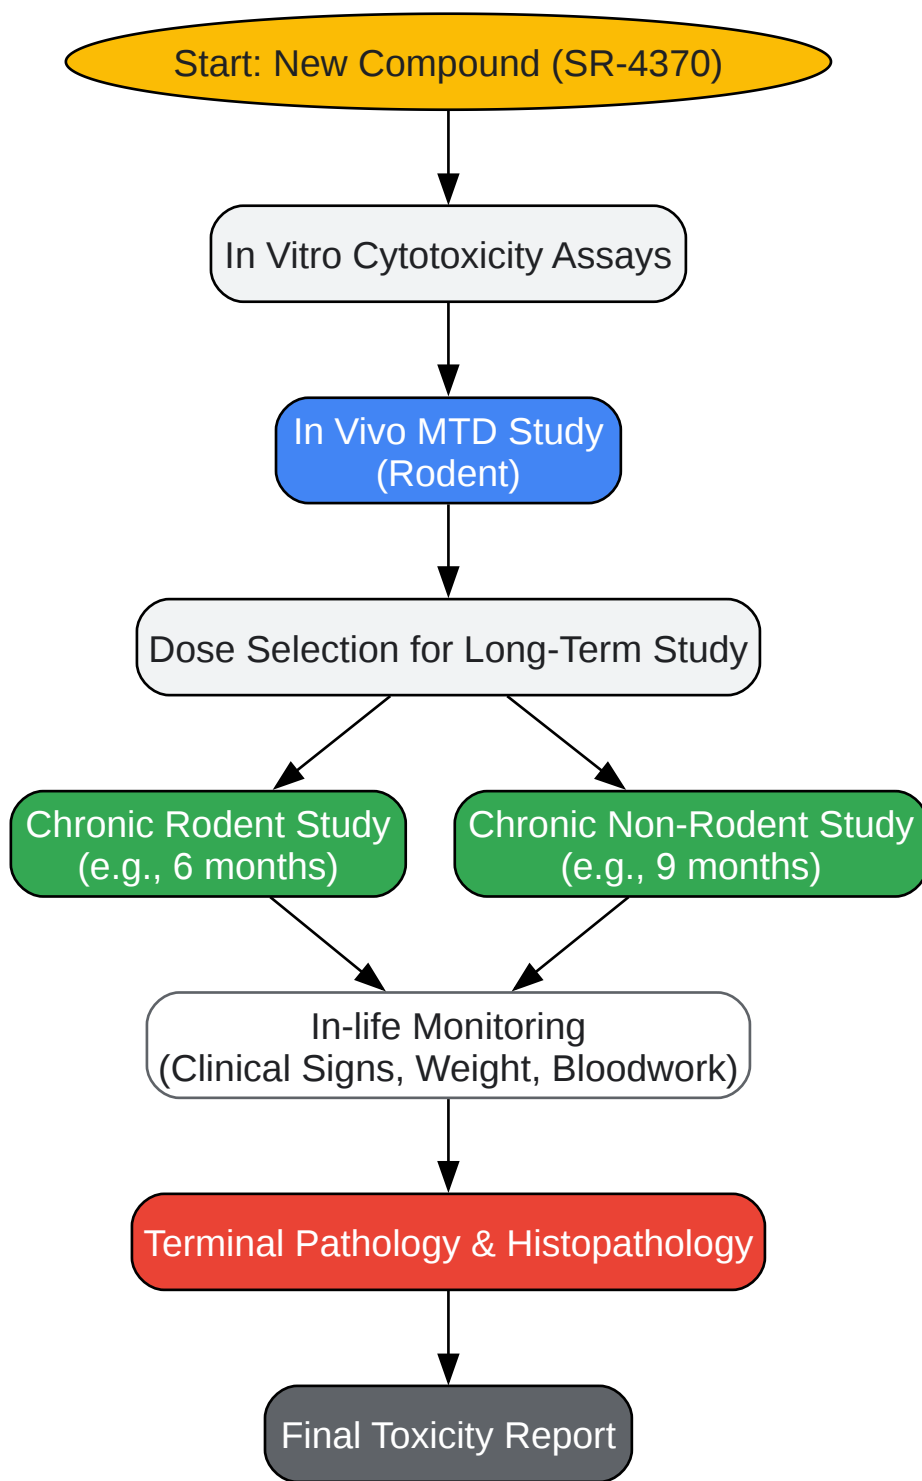 Start: New Compound (SR-4370)
In Vitro Cytotoxicity Assays
In Vivo MTD Study
(Rodent)
Dose Selection for Long-Term Study
Chronic Rodent Study
(e.g., 6 months)
Chronic Non-Rodent Study
(e.g., 9 months)
In-life Monitoring
(Clinical Signs, Weight, Bloodwork)
Terminal Pathology & Histopathology
Final Toxicity Report